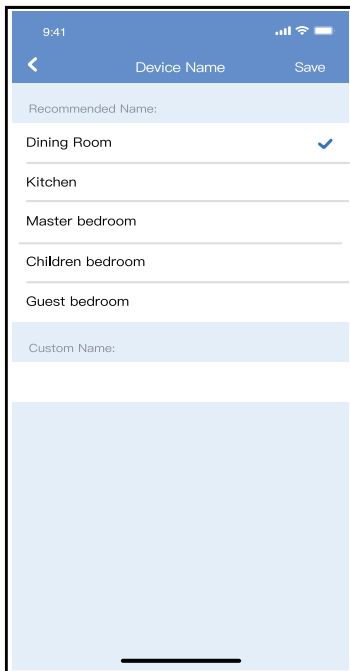 9:41
Device Name
Save
Recommended Name:
Dining Room
Kitchen
Master bedroom
Children bedroom
Guest bedroom
Custom Name: